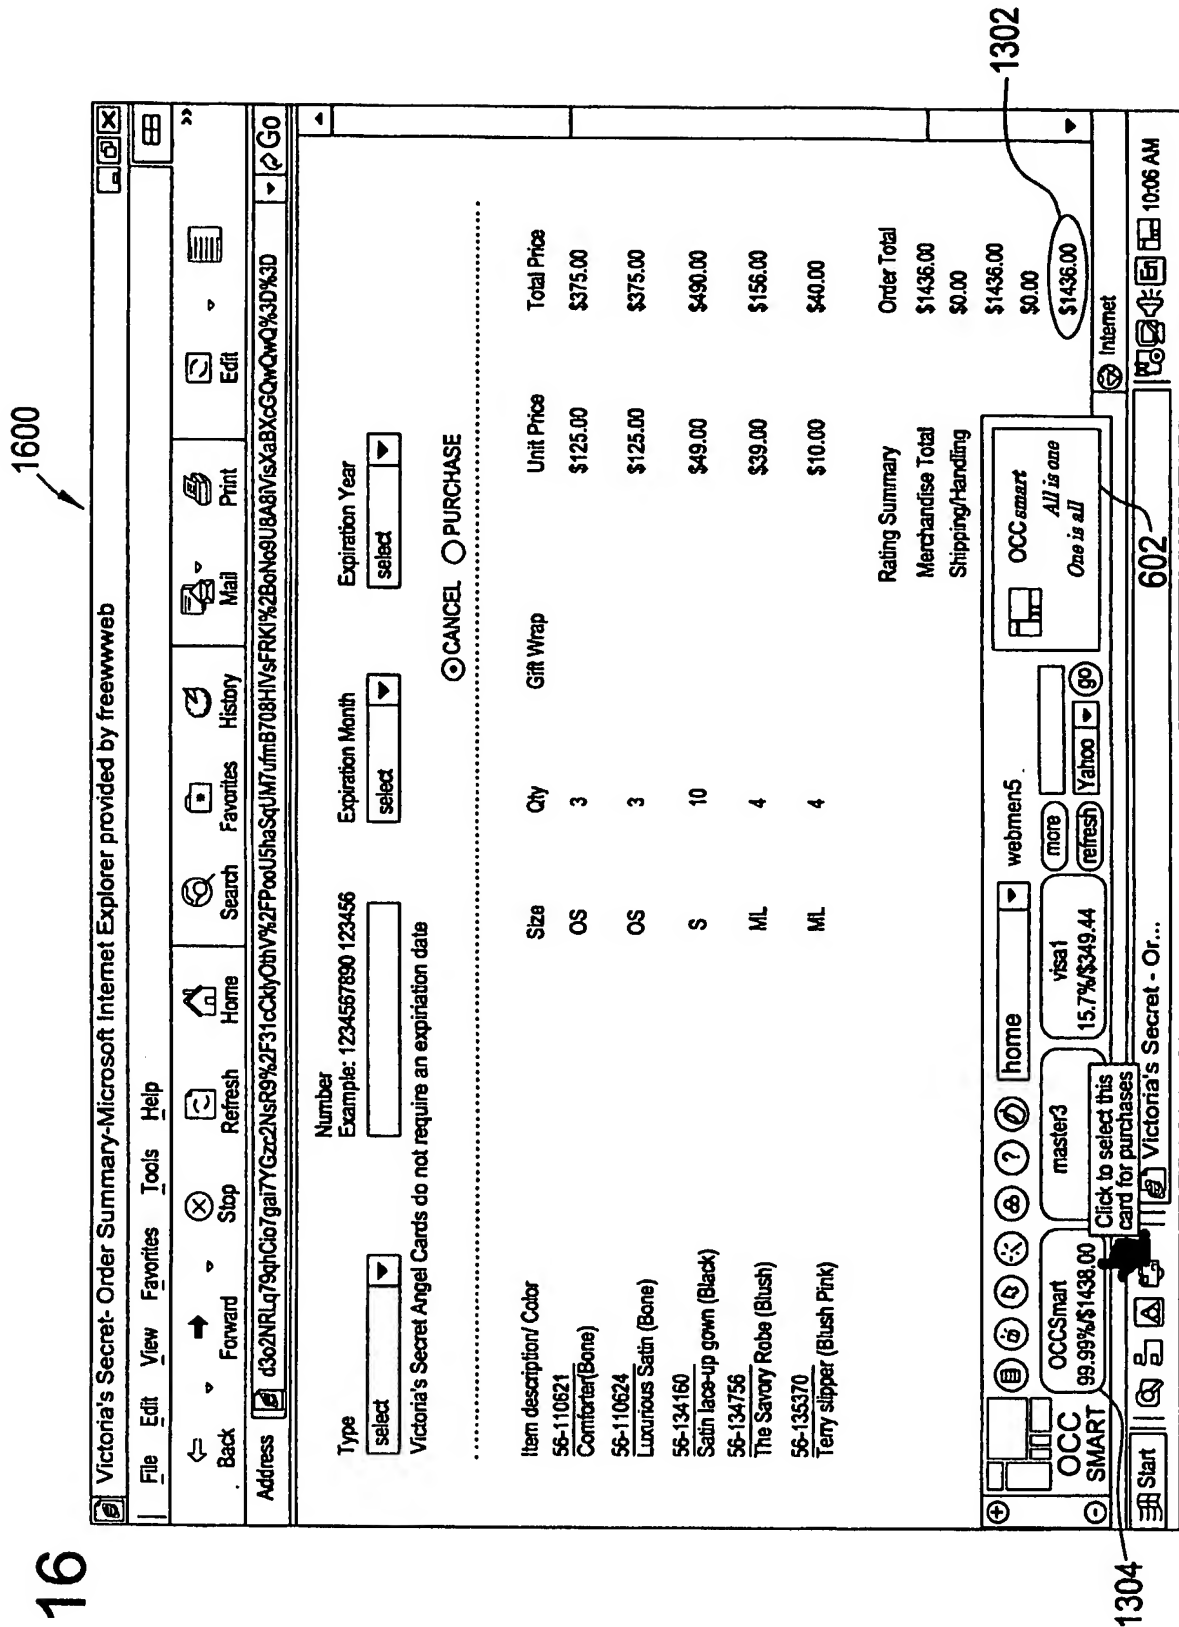 16
1600
Victoria's Secret- Order Summary-Microsoft Internet Explorer provided by freewwweb
File Edit View Favorites Tools Help
Back Forward Stop Refresh Home Search Favorites History Mail Print Edit »
Address Go
Type Number Expiration Month Expiration Year
Example: 1234567890 123456
select select select
Victoria's Secret Angel Cards do not require an expiriation date
CANCEL PURCHASE
Item description/ Color Size Qty Gift Wrap Unit Price Total Price
56-110621 OS 3 $125.00 $375.00
Comforter(Bone)
56-110624 OS 3 $125.00 $375.00
Luxurious Satin (Bone)
56-134160 S 10 $49.00 $490.00
Satin lace-up gown (Black)
56-134756 ML 4 $39.00 $156.00
The Savory Robe (Blush)
56-135370 ML 4 $10.00 $40.00
Terry slipper (Blush Pink)
Rating Summary Order Total
Merchandise Total $1436.00
Shipping/Handling $0.00
$1436.00
$0.00
$1436.00
1302
OCC SMART
home webmen5
OCCSmart master3 visa1 more
99.99%/$1438.00 15.7%/$349.44 refresh Yahoo go
OCC smart
All is one
One is all
Click to select this
card for purchases
Internet
1304
602
Start Victoria's Secret - Or... En 10:06 AM